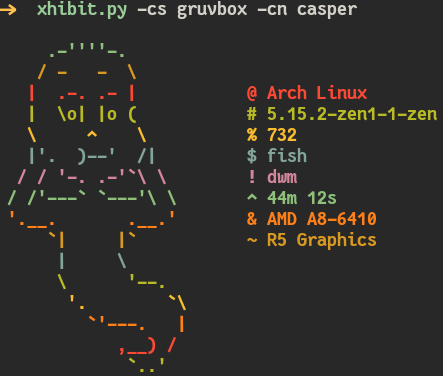 → xhibit.py -cs gruvbox -cn casper
@ Arch Linux
# 5.15.2-zen1-1-zen
% 732
$ fish
! dwm
^ 44m 12s
& AMD A8-6410
~ R5 Graphics